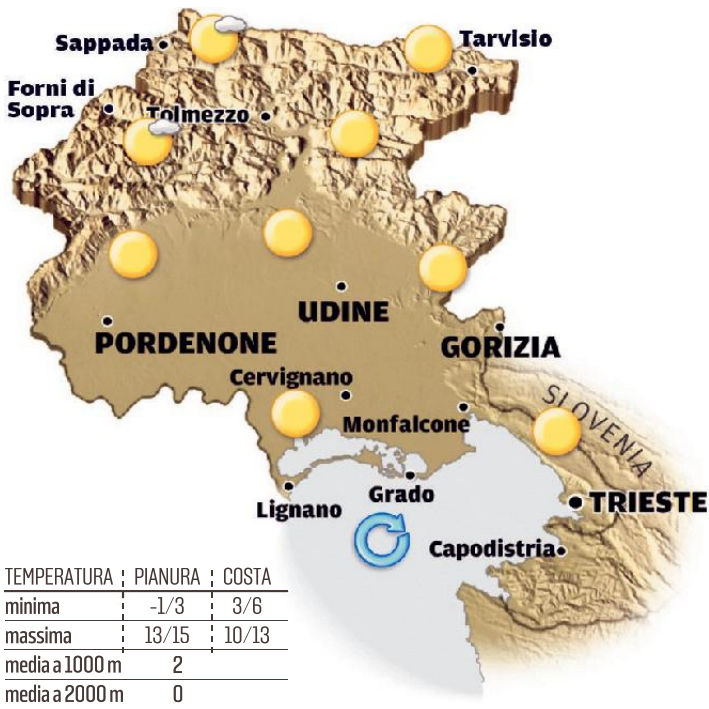 Sappada
Tarvisio
Forni di
Sopra
Tolmezzo
UDINE
PORDENONE
GORIZIA
Cervignano
SLOVENIA
Monfalcone
Grado
Lignano
TRIESTE
Capodistria
TEMPERATURA PIANURA COSTA
minima -1/3 3/6
massima 13/15 10/13
media a 1000 m 2
media a 2000 m 0